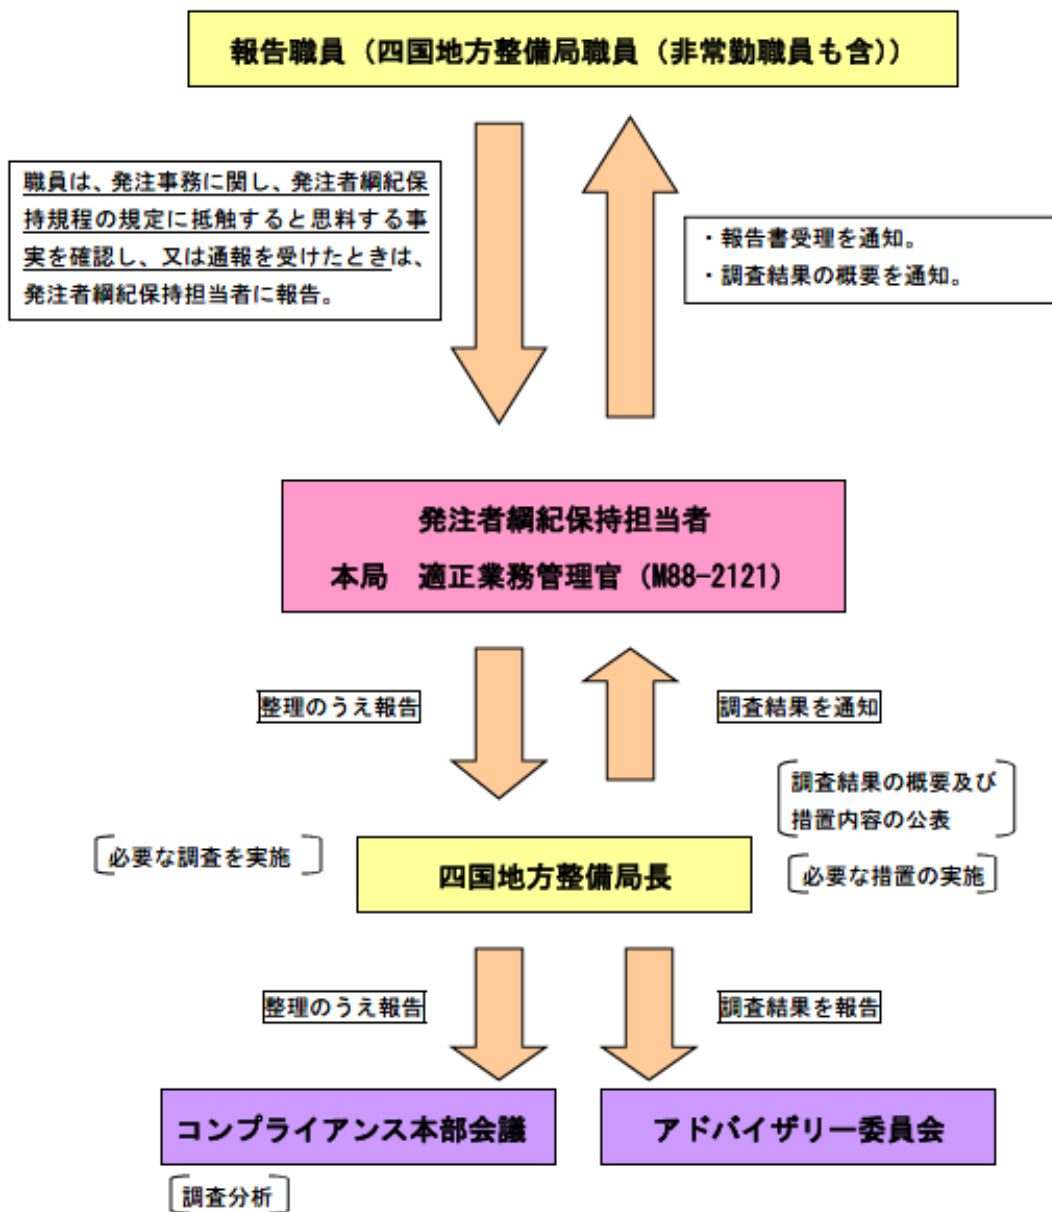 報告職員（四国地方整備局職員（非常勤職員も含））
職員は、発注事務に関し、発注者綱紀保
持規程の規定に抵触すると思料する事
実を確認し、又は通報を受けたときは、
発注者綱紀保持担当者に報告。
・報告書受理を通知。
・調査結果の概要を通知。
発注者綱紀保持担当者
本局　適正業務管理官（M88-2121）
整理のうえ報告
調査結果を通知
調査結果の概要及び
措置内容の公表
必要な調査を実施
四国地方整備局長
必要な措置の実施
整理のうえ報告
調査結果を報告
コンプライアンス本部会議
アドバイザリー委員会
調査分析